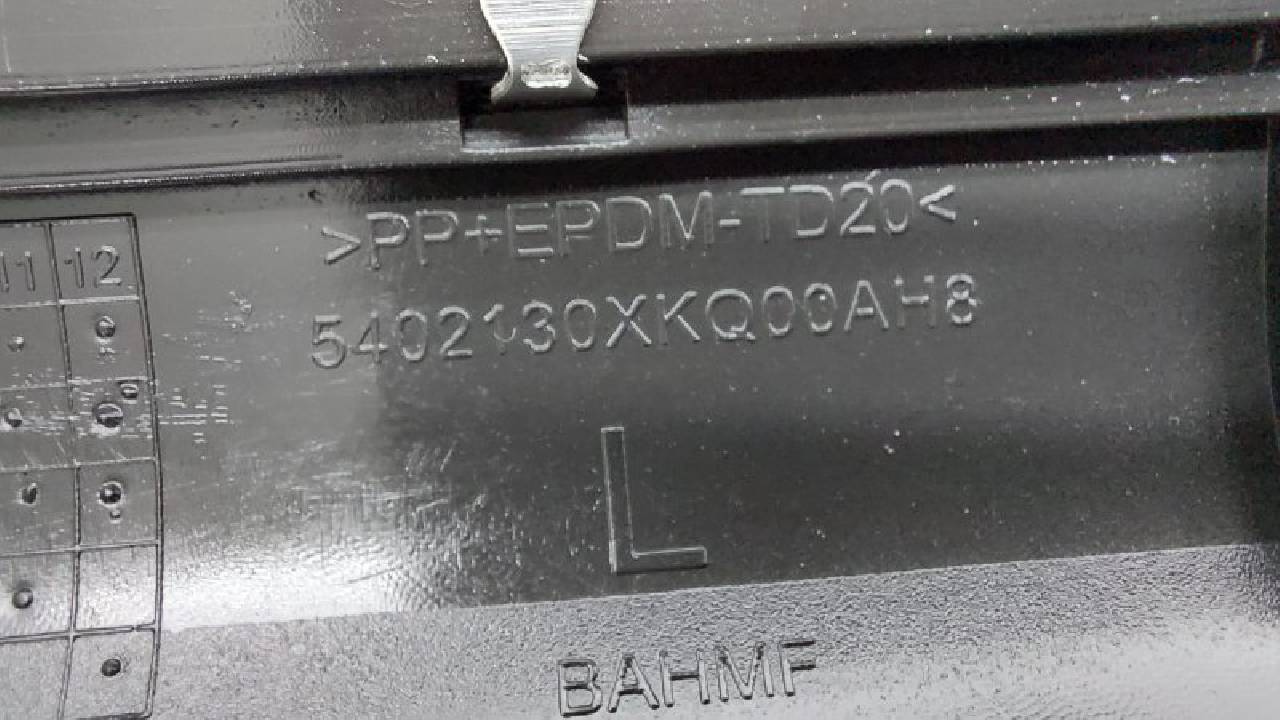 >PP+EPDM-TD20<
11 12
5402130XKQ00AH8
L
BAHMF